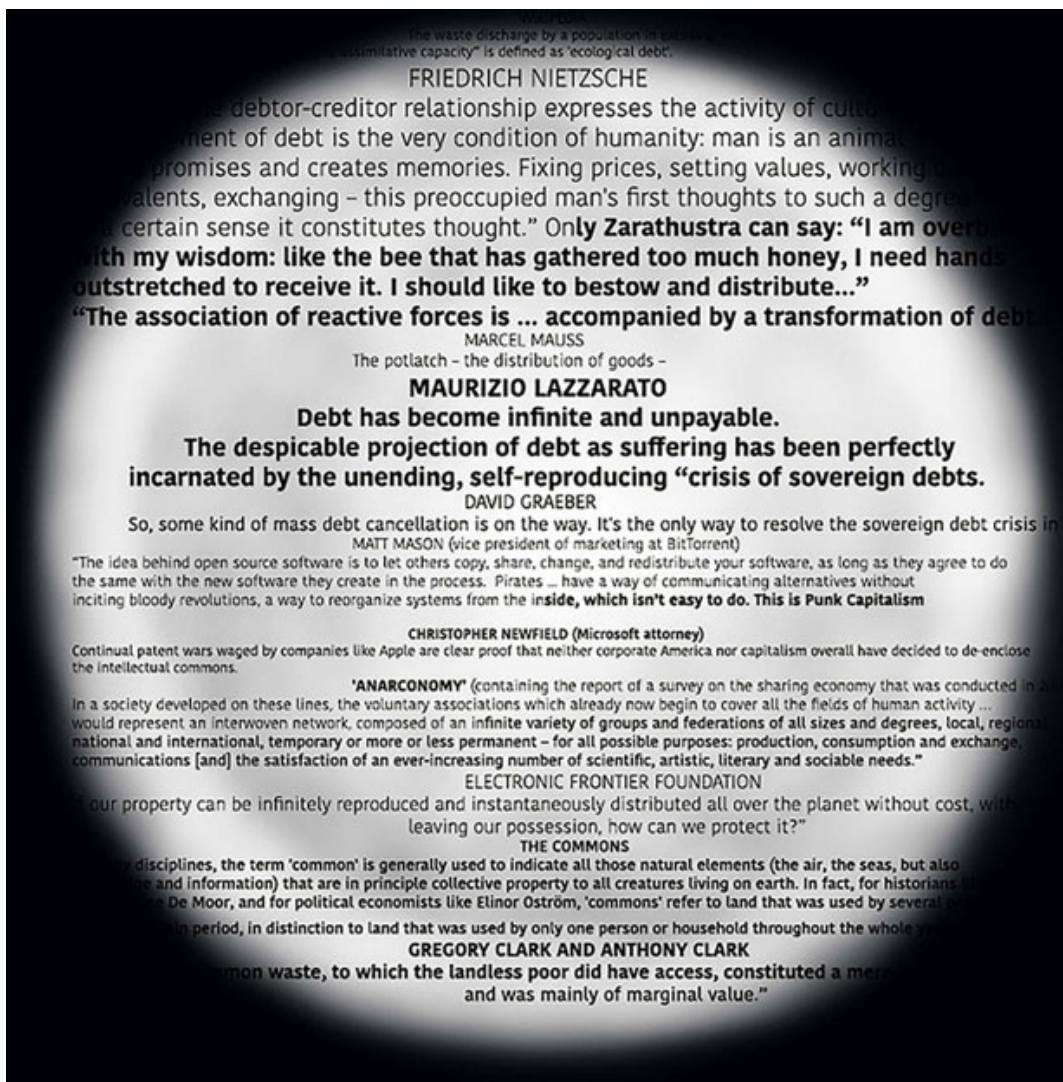 WIKIPEDIA
The waste discharge by a population in
assimilative capacity" is defined as 'ecological debt'.
FRIEDRICH NIETZSCHE
debtor-creditor relationship expresses the activity of
of debt is the very condition of humanity: man is an animal
promises and creates memories. Fixing prices, setting values, working
exchanging – this preoccupied man's first thoughts to such a degree
certain sense it constitutes thought." Only Zarathustra can say: "I am
with my wisdom: like the bee that has gathered too much honey, I need hands
outstretched to receive it. I should like to bestow and distribute..."
"The association of reactive forces is ... accompanied by a transformation of debt.
MARCEL MAUSS
The potlatch – the distribution of goods –
MAURIZIO LAZZARATO
Debt has become infinite and unpayable.
The despicable projection of debt as suffering has been perfectly
incarnated by the unending, self-reproducing "crisis of sovereign debts.
DAVID GRAEBER
So, some kind of mass debt cancellation is on the way. It's the only way to resolve the sovereign debt crisis in
MATT MASON (vice president of marketing at BitTorrent)
"The idea behind open source software is to let others copy, share, change, and redistribute your software, as long as they agree to do
the same with the new software they create in the process. Pirates ... have a way of communicating alternatives without
inciting bloody revolutions, a way to reorganize systems from the inside, which isn't easy to do. This is Punk Capitalism
CHRISTOPHER NEWFIELD (Microsoft attorney)
Continual patent wars waged by companies like Apple are clear proof that neither corporate America nor capitalism overall have decided to de-enclose
the intellectual commons.
'ANARCONOMY' (containing the report of a survey on the sharing economy that was conducted in
In a society developed on these lines, the voluntary associations which already now begin to cover all the fields of human activity ...
would represent an interwoven network, composed of an infinite variety of groups and federations of all sizes and degrees, local, regional
national and international, temporary or more or less permanent – for all possible purposes: production, consumption and exchange,
communications [and] the satisfaction of an ever-increasing number of scientific, artistic, literary and sociable needs."
ELECTRONIC FRONTIER FOUNDATION
our property can be infinitely reproduced and instantaneously distributed all over the planet without cost,
leaving our possession, how can we protect it?"
THE COMMONS
disciplines, the term 'common' is generally used to indicate all those natural elements (the air, the seas, but also
and information) that are in principle collective property to all creatures living on earth. In fact, for historians
De Moor, and for political economists like Elinor Oström, 'commons' refer to land that was used by several
period, in distinction to land that was used by only one person or household throughout the whole
GREGORY CLARK AND ANTHONY CLARK
waste, to which the landless poor did have access, constituted a
and was mainly of marginal value."